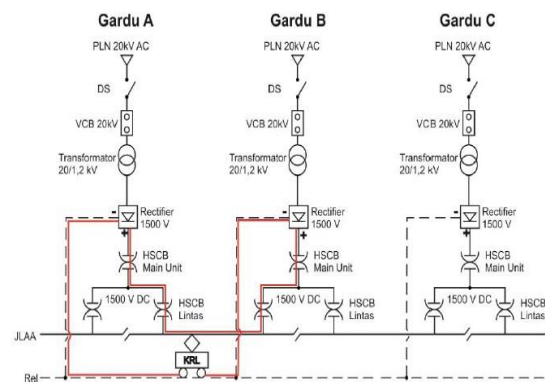 Gardu A
PLN 20kV AC
DS
VCB 20kV
Transformator
20/1,2 kV
-
Rectifier
1500 V
+
HSCB
Main Unit
1500 V DC
HSCB
Lintas
Gardu B
PLN 20kV AC
DS
VCB 20kV
Transformator
20/1,2 kV
-
Rectifier
1500 V
+
HSCB
Main Unit
1500 V DC
HSCB
Lintas
Gardu C
PLN 20kV AC
DS
VCB 20kV
Transformator
20/1,2 kV
-
Rectifier
1500 V
+
HSCB
Main Unit
1500 V DC
HSCB
Lintas
JLAA
KRL
Rel